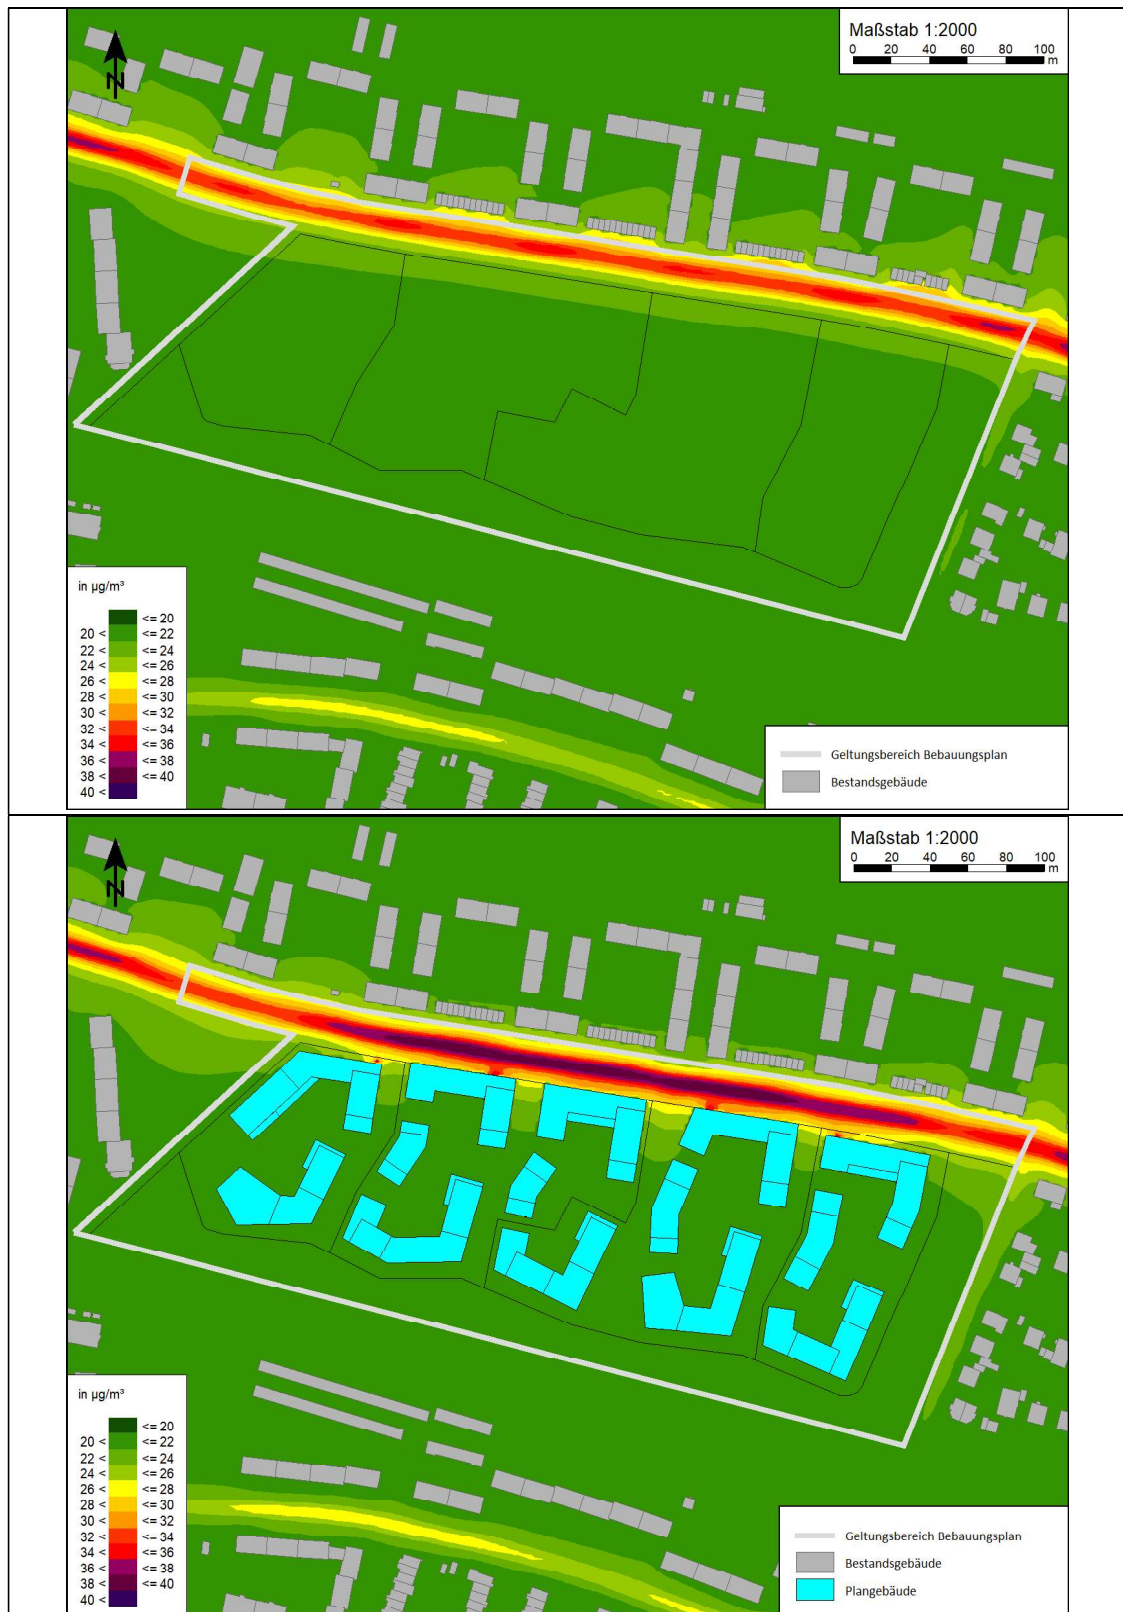 Maßstab 1:2000
0 20 40 60 80 100
m
N
in µg/m³
<= 20
20 < <= 22
22 < <= 24
24 < <= 26
26 < <= 28
28 < <= 30
30 < <= 32
32 < <= 34
34 < <= 36
36 < <= 38
38 < <= 40
40 <
Geltungsbereich Bebauungsplan
Bestandsgebäude
Maßstab 1:2000
0 20 40 60 80 100
m
N
in µg/m³
<= 20
20 < <= 22
22 < <= 24
24 < <= 26
26 < <= 28
28 < <= 30
30 < <= 32
32 < <= 34
34 < <= 36
36 < <= 38
38 < <= 40
40 <
Geltungsbereich Bebauungsplan
Bestandsgebäude
Plangebäude